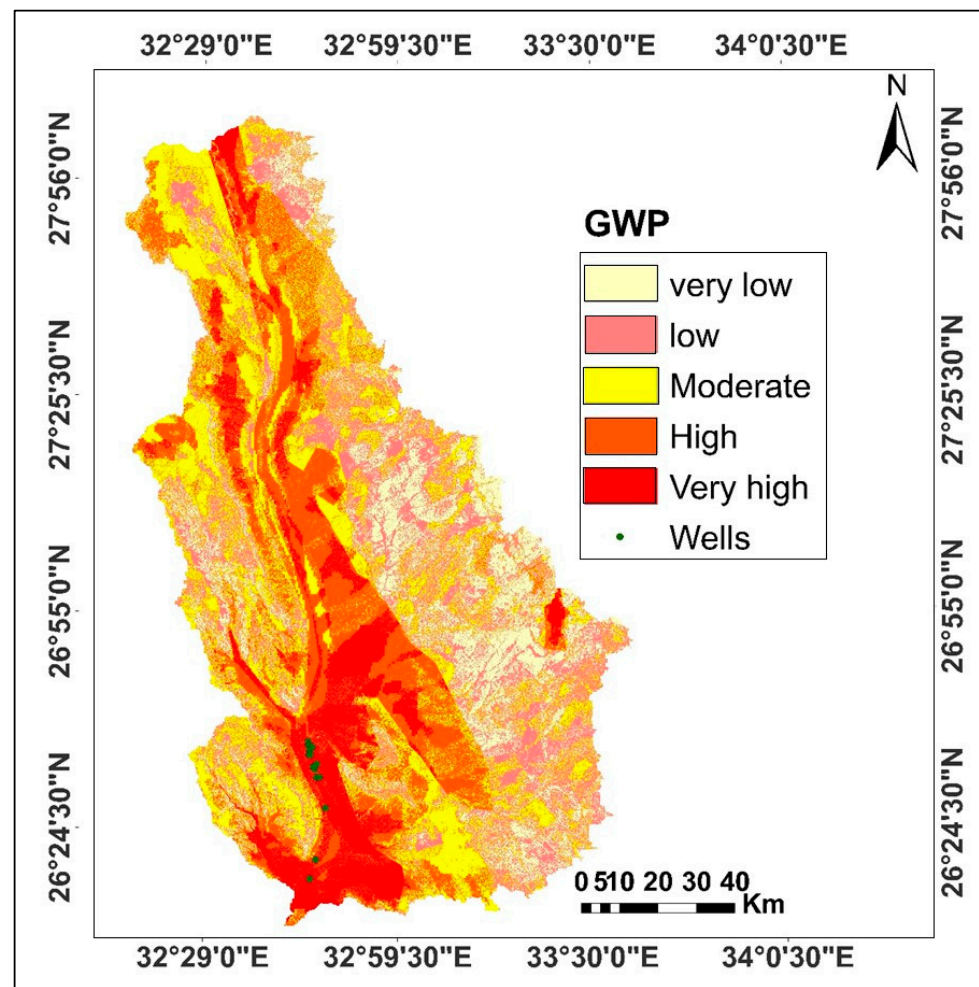 32°29'0"E 32°59'30"E 33°30'0"E 34°0'30"E
N
27°56'0"N 27°56'0"N
GWP
very low
low
27°25'30"N 27°25'30"N
Moderate
High
Very high
Wells
26°55'0"N 26°55'0"N
26°24'30"N 26°24'30"N
0 510 20 30 40
Km
32°29'0"E 32°59'30"E 33°30'0"E 34°0'30"E